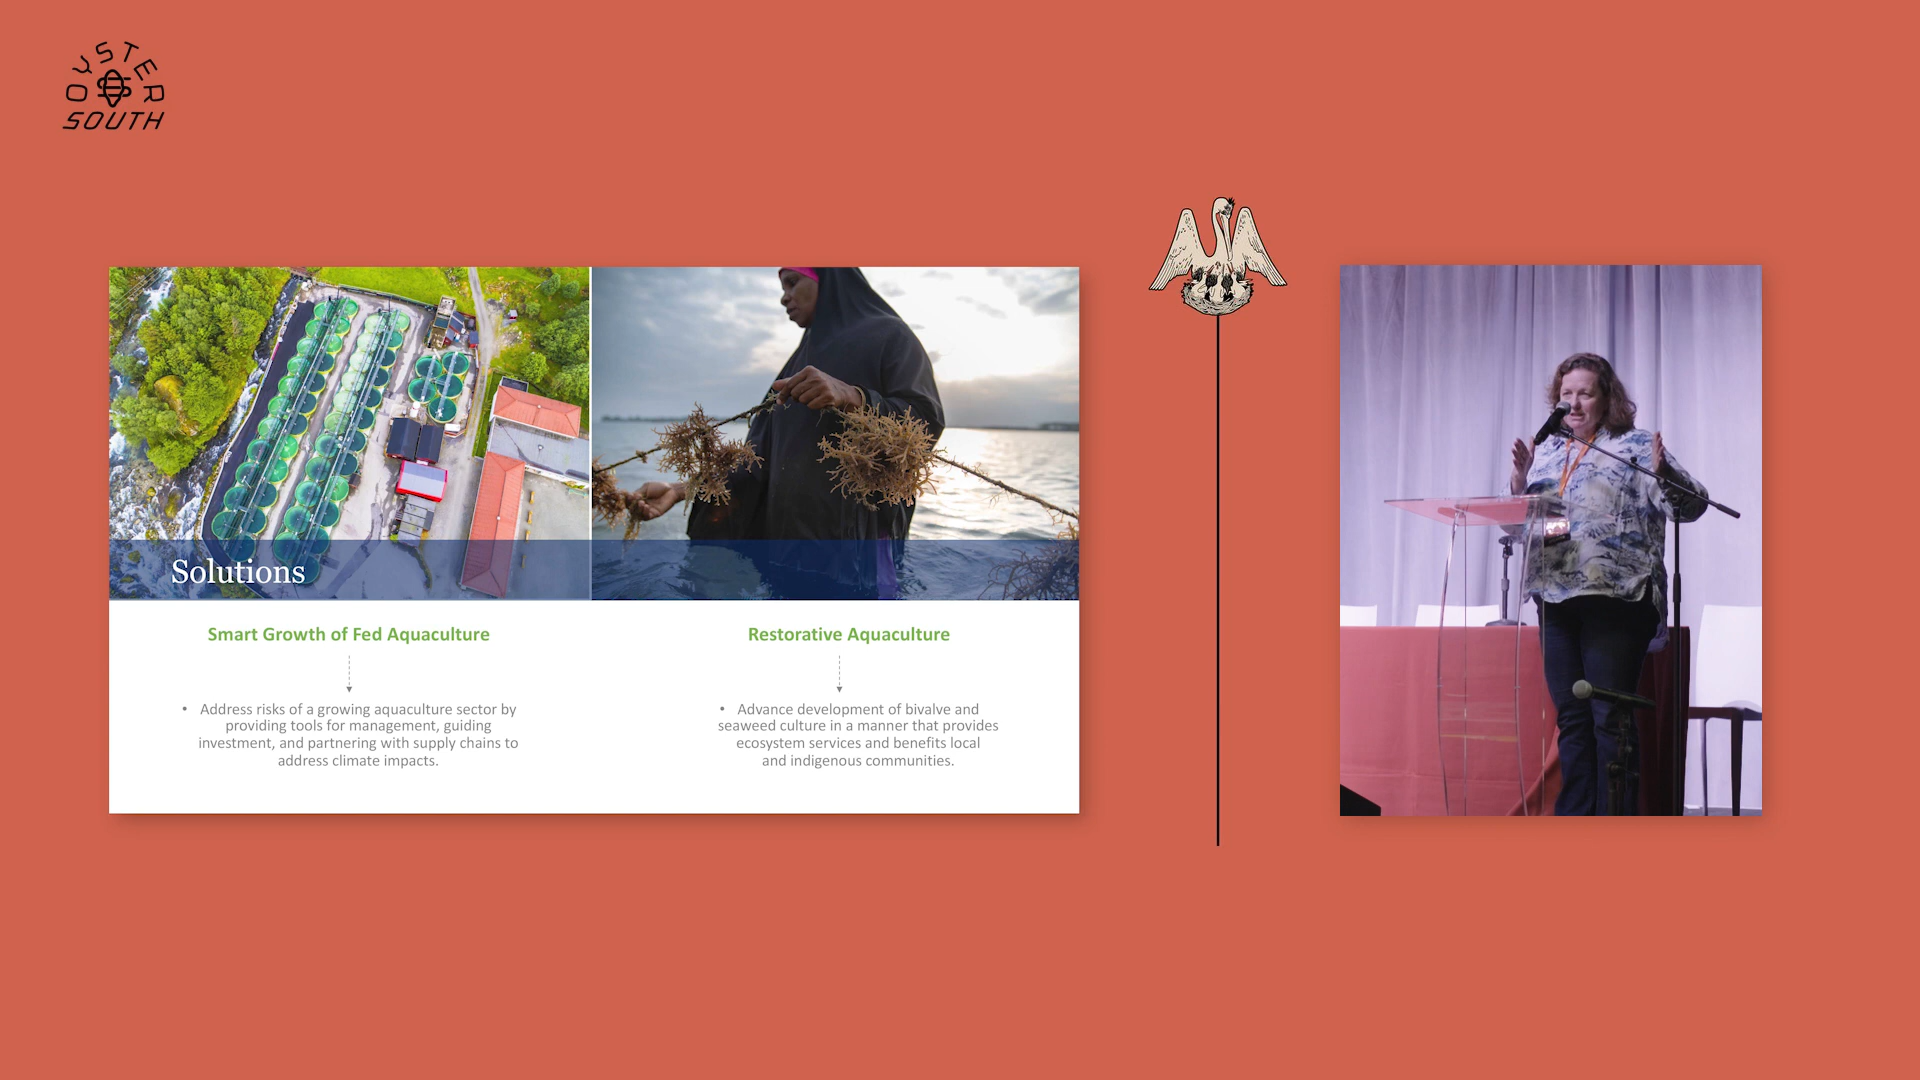 OYSTER
SOUTH
Solutions
Smart Growth of Fed Aquaculture
• Address risks of a growing aquaculture sector by
providing tools for management, guiding
investment, and partnering with supply chains to
address climate impacts.
Restorative Aquaculture
• Advance development of bivalve and
seaweed culture in a manner that provides
ecosystem services and benefits local
and indigenous communities.